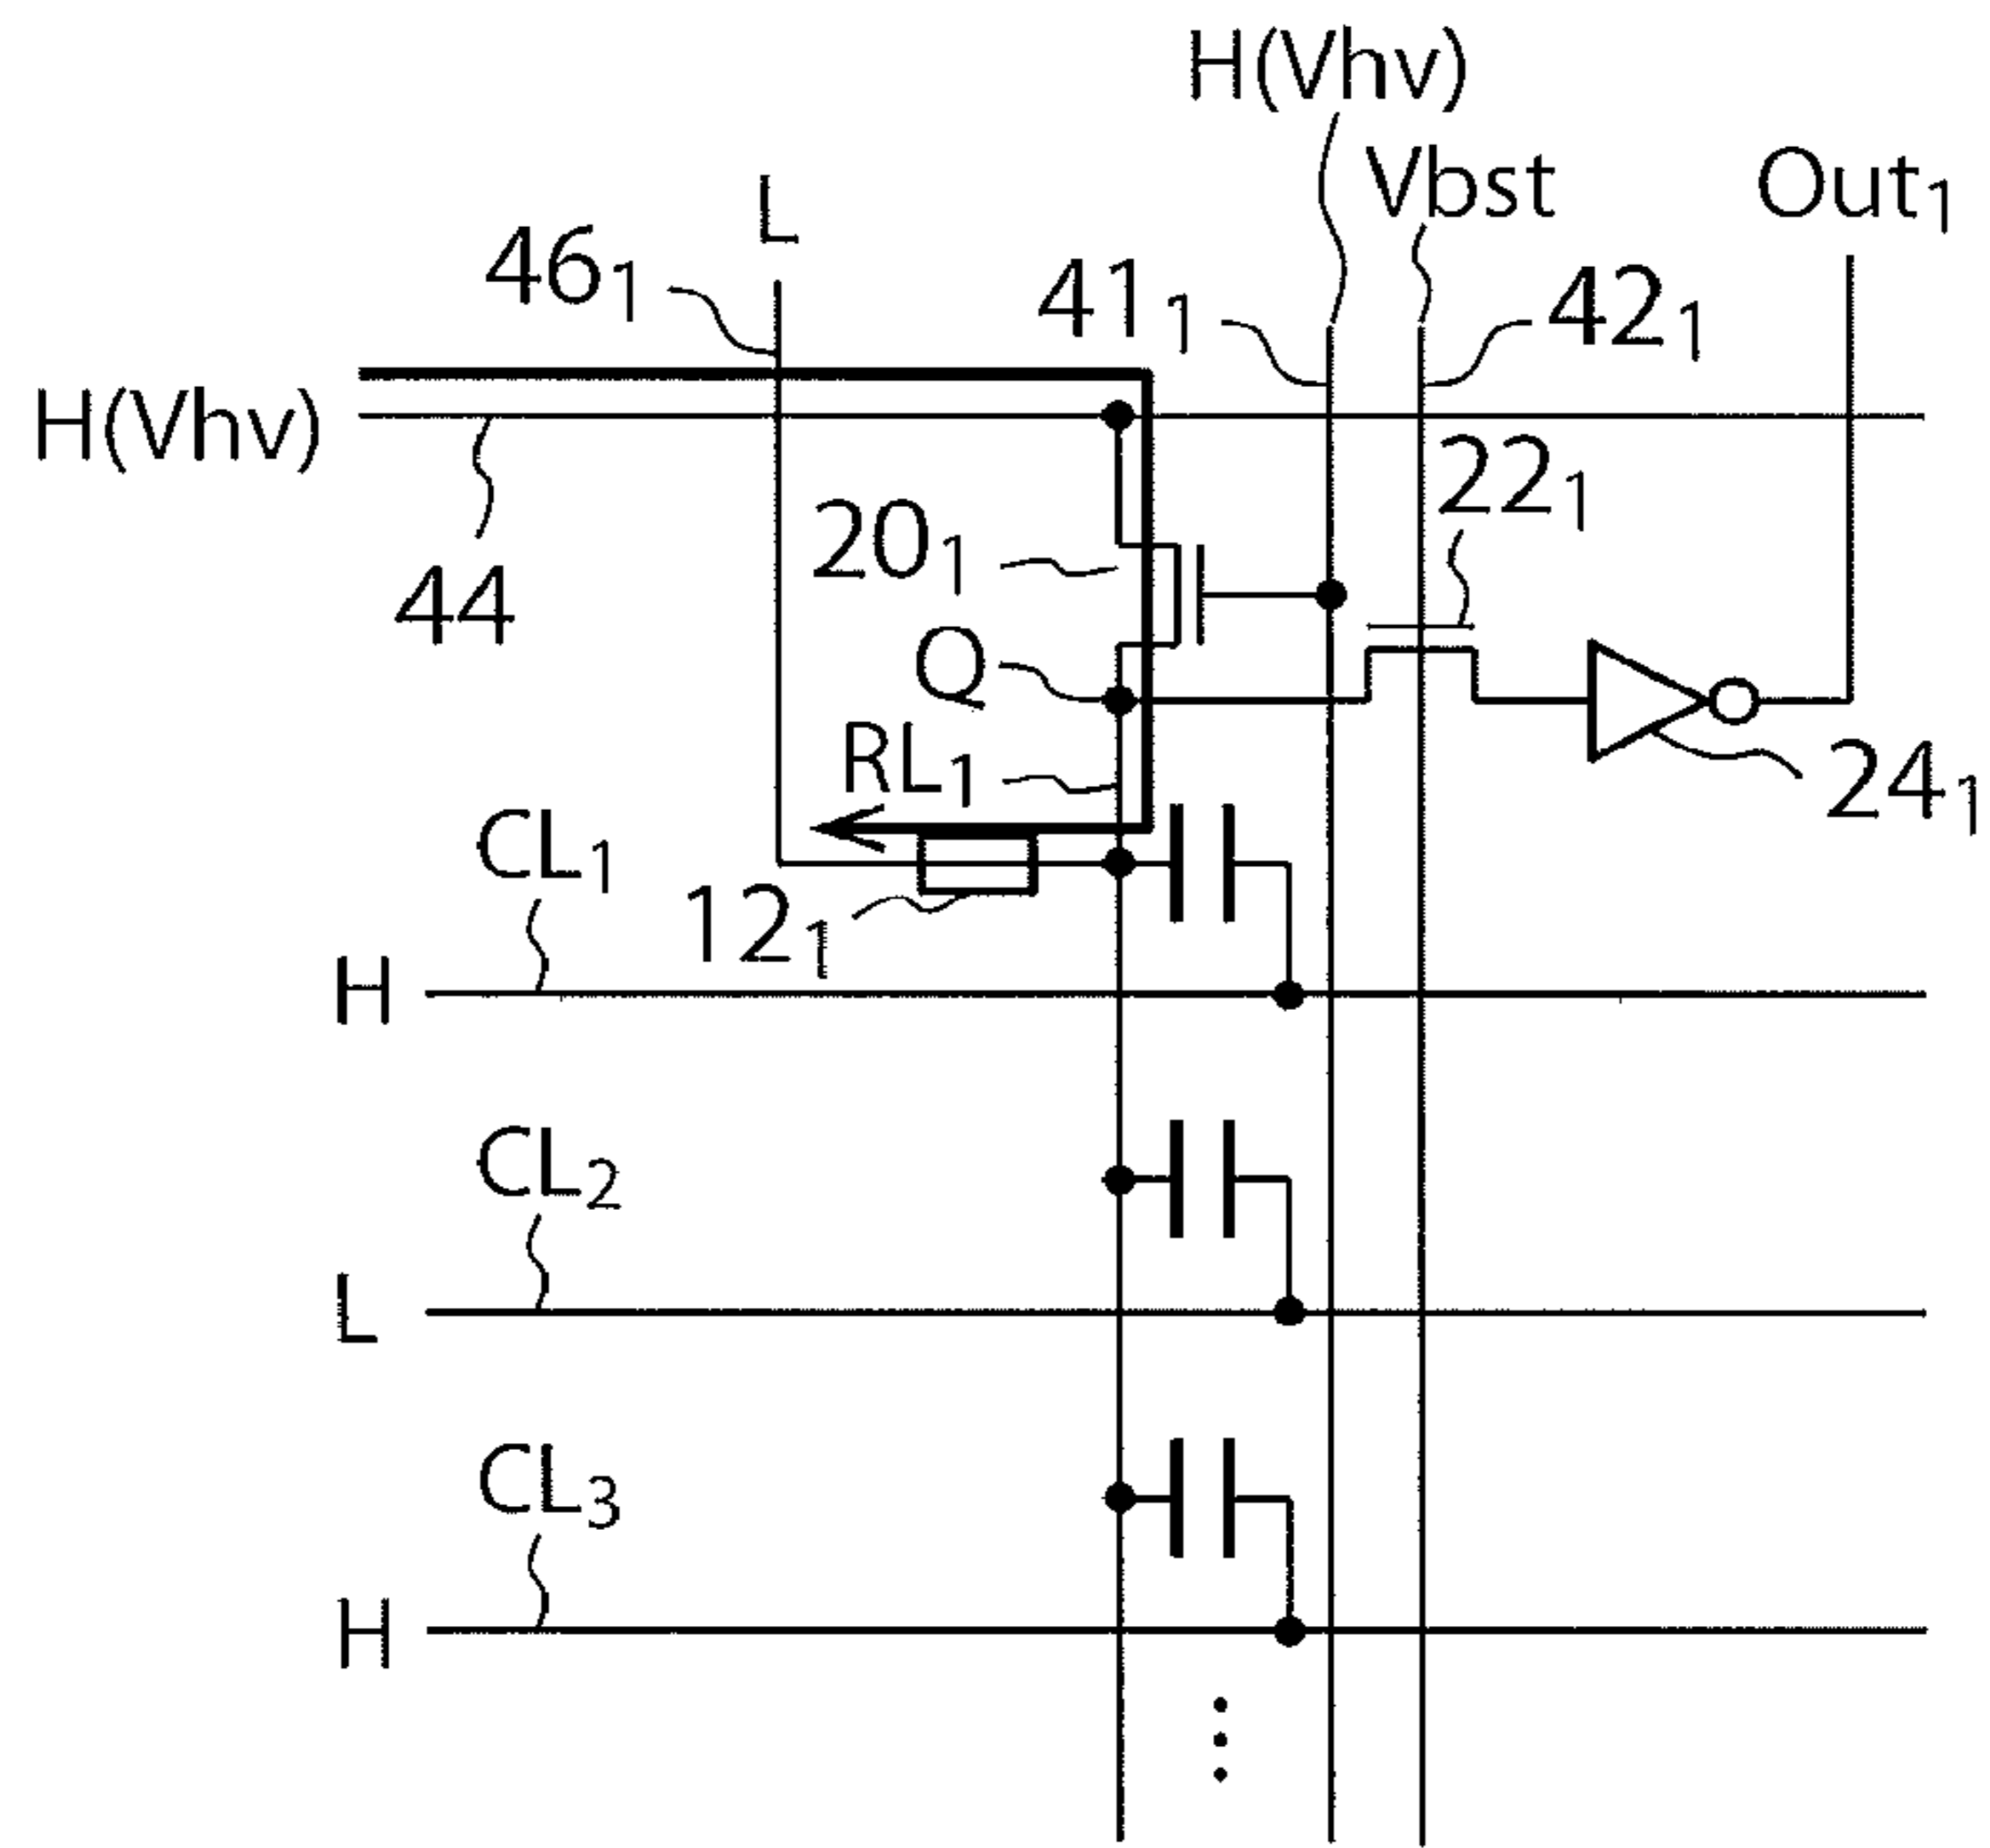 H(Vhv)
Vbst
Out₁
L
46₁
41₁
42₁
H(Vhv)
44
20₁
22₁
Q
RL₁
24₁
CL₁
12₁
H
CL₂
L
CL₃
H